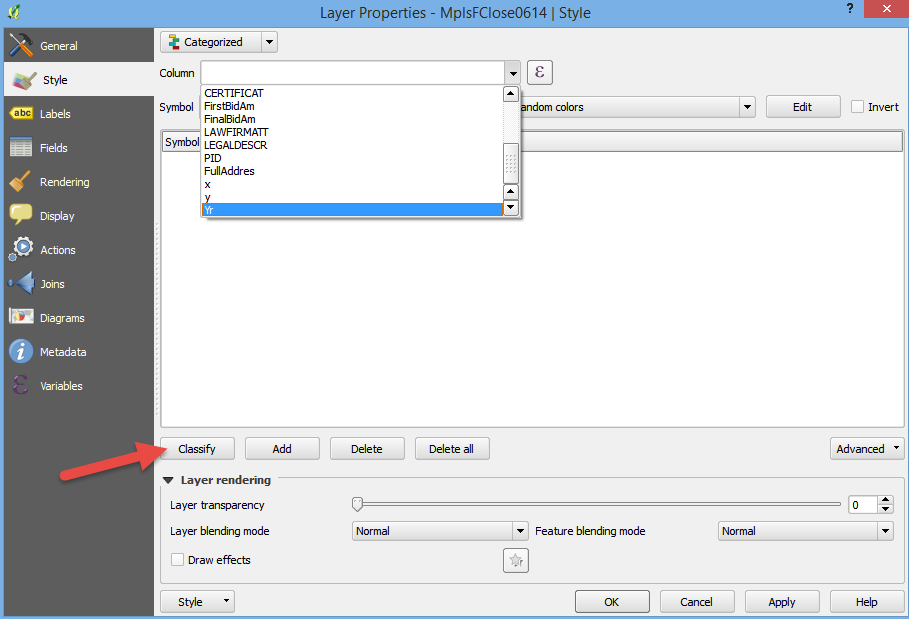 Layer Properties - MplsFClose0614 | Style
?
General
Style
abc Labels
Fields
Rendering
Display
Actions
Joins
Diagrams
Metadata
Variables
Categorized
Column
ε
CERTIFICAT
FirstBidAm
FinalBidAm
LAWFIRMATT
LEGALDESCR
PID
FullAddres
x
y
Yr
Symbol
andom colors
Edit
Invert
Symbol
Classify
Add
Delete
Delete all
Advanced
Layer rendering
Layer transparency
0
Layer blending mode
Normal
Feature blending mode
Normal
Draw effects
Style
OK
Cancel
Apply
Help